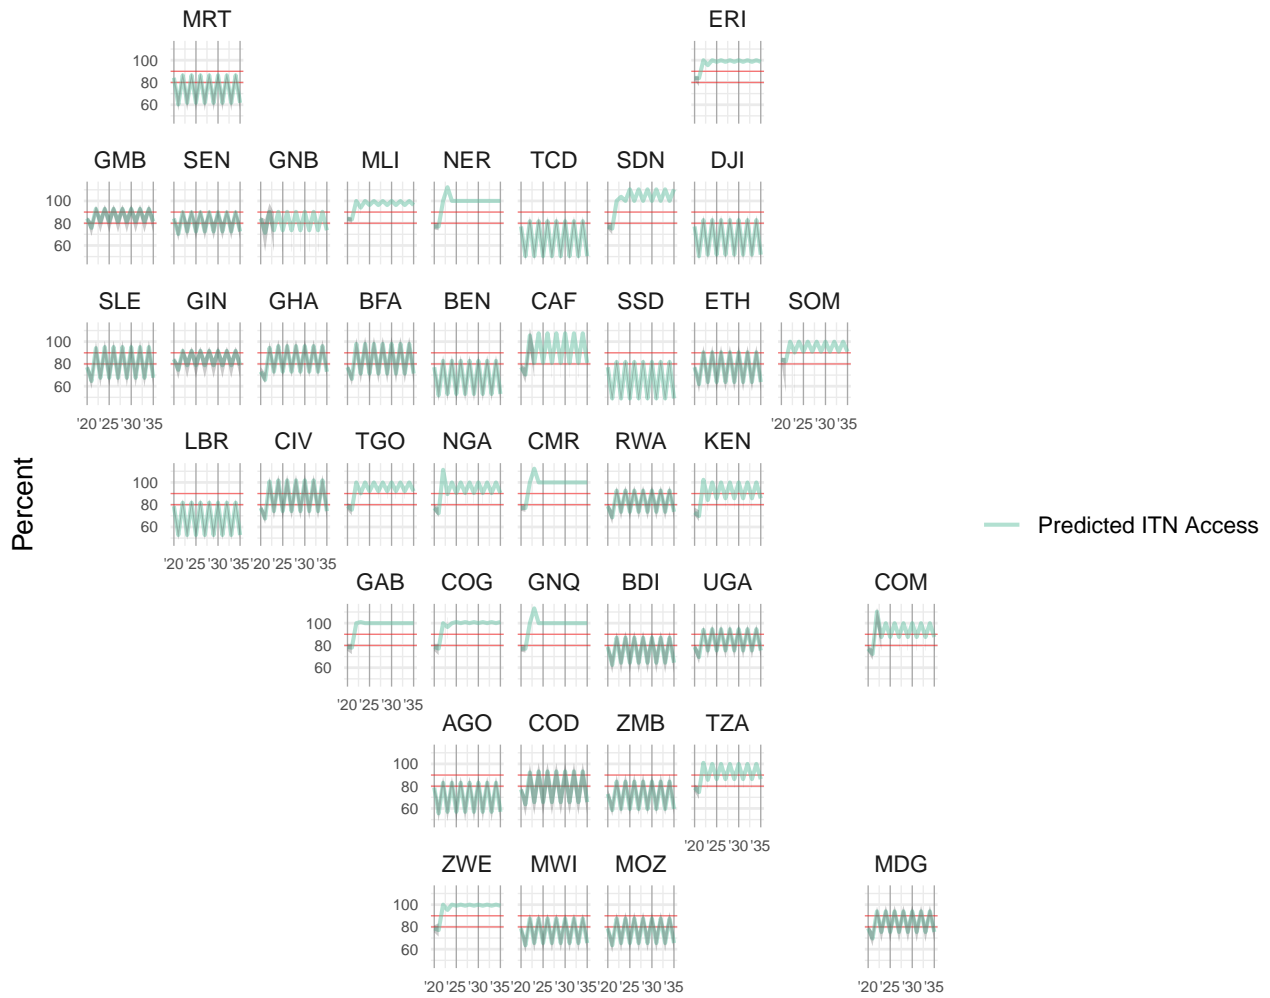 MRT ERI
100
80
60
GMB SEN GNB MLI NER TCD SDN DJI
100
80
60
SLE GIN GHA BFA BEN CAF SSD ETH SOM
100
80
60
'20 '25 '30 '35 '20 '25 '30 '35
LBR CIV TGO NGA CMR RWA KEN
100
80
60
Percent
Predicted ITN Access
'20 '25 '30 '35 '20 '25 '30 '35
GAB COG GNQ BDI UGA COM
100
80
60
'20 '25 '30 '35
AGO COD ZMB TZA
100
80
60
'20 '25 '30 '35
ZWE MWI MOZ MDG
100
80
60
'20 '25 '30 '35 '20 '25 '30 '35 '20 '25 '30 '35 '20 '25 '30 '35